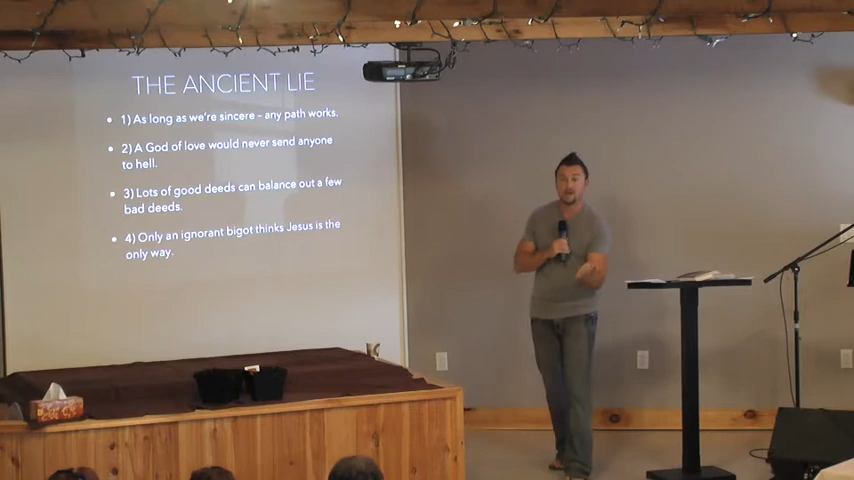 THE ANCIENT LIE
• 1) As long as we're sincere – any path works.
• 2) A God of love would never send anyone
to hell.
• 3) Lots of good deeds can balance out a few
bad deeds.
• 4) Only an ignorant bigot thinks Jesus is the
only way.